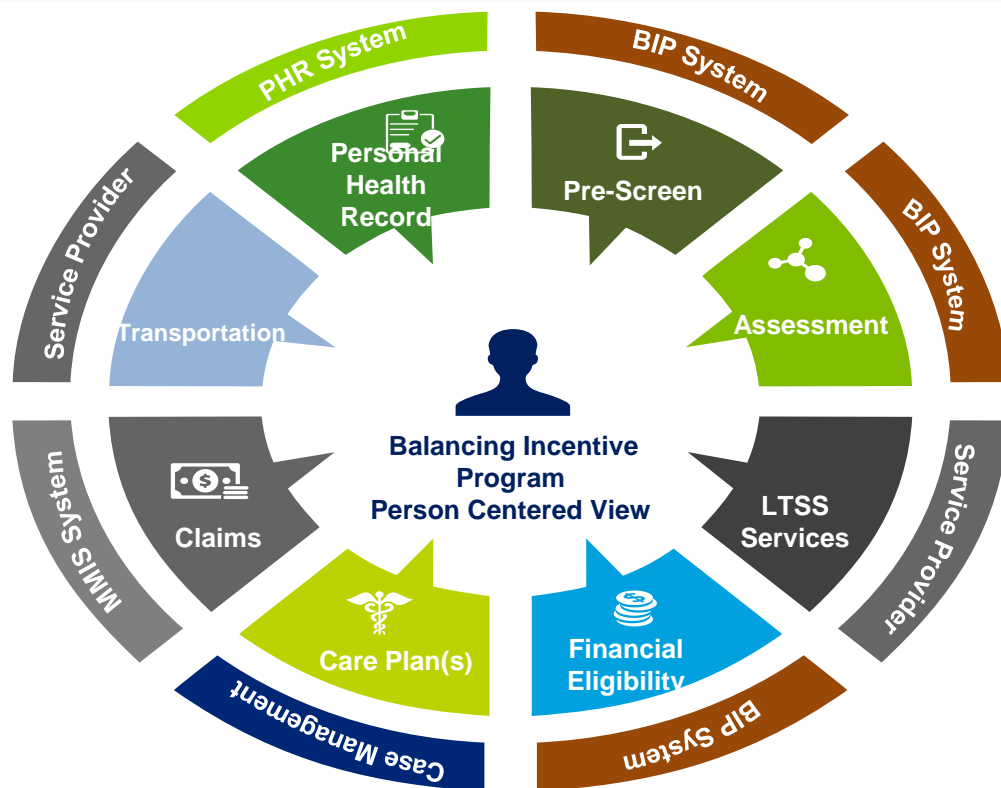 PHR System
BIP System
Personal
Health
Record
Pre-Screen
BIP System
Assessment
Service Provider
LTSS
Services
BIP System
Financial
Eligibility
Case Management
Care Plan(s)
MMIS System
Claims
$
Service Provider
Transportation
Balancing Incentive
Program
Person Centered View